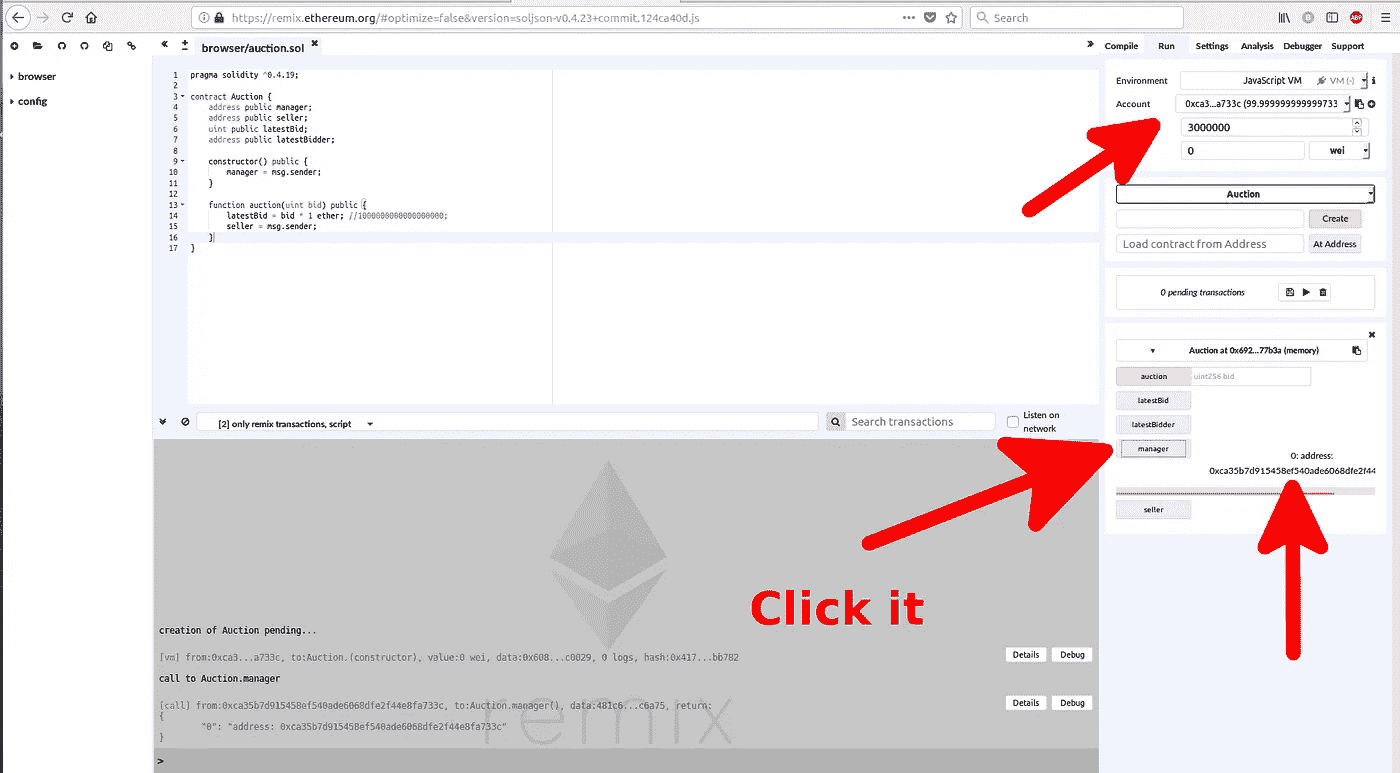 https://remix.ethereum.org/#optimize=false&version=soljson-v0.4.23+commit.124ca40d.js
Search
ABP
browser
config
browser/auction.sol
1 pragma solidity ^0.4.19;
2
3 contract Auction {
4 address public manager;
5 address public seller;
6 uint public latestBid;
7 address public latestBidder;
8
9 constructor() public {
10 manager = msg.sender;
11 }
12
13 function auction(uint bid) public {
14 latestBid = bid * 1 ether; //1000000000000000000;
15 seller = msg.sender;
16 }
17 }
[2] only remix transactions, script
Search transactions
Listen on
network
creation of Auction pending...
[vm] from:0xca3...a733c, to:Auction.(constructor), value:0 wei, data:0x608...c0029, 0 logs, hash:0x417...bb782
Details Debug
call to Auction.manager
[call] from:0xca35b7d915458ef540ade6068dfe2f44e8fa733c, to:Auction.manager(), data:481c6...c6a75, return:
Details Debug
{
"0": "address: 0xca35b7d915458ef540ade6068dfe2f44e8fa733c"
}
remix
>
Click it
Compile Run Settings Analysis Debugger Support
Environment JavaScript VM VM (-)
Account 0xca3...a733c (99.999999999999733
3000000
0 wei
Auction
Create
Load contract from Address At Address
0 pending transactions
Auction at 0x692...77b3a (memory)
auction uint256 bid
latestBid
latestBidder
manager
0: address:
0xca35b7d915458ef540ade6068dfe2f44
seller